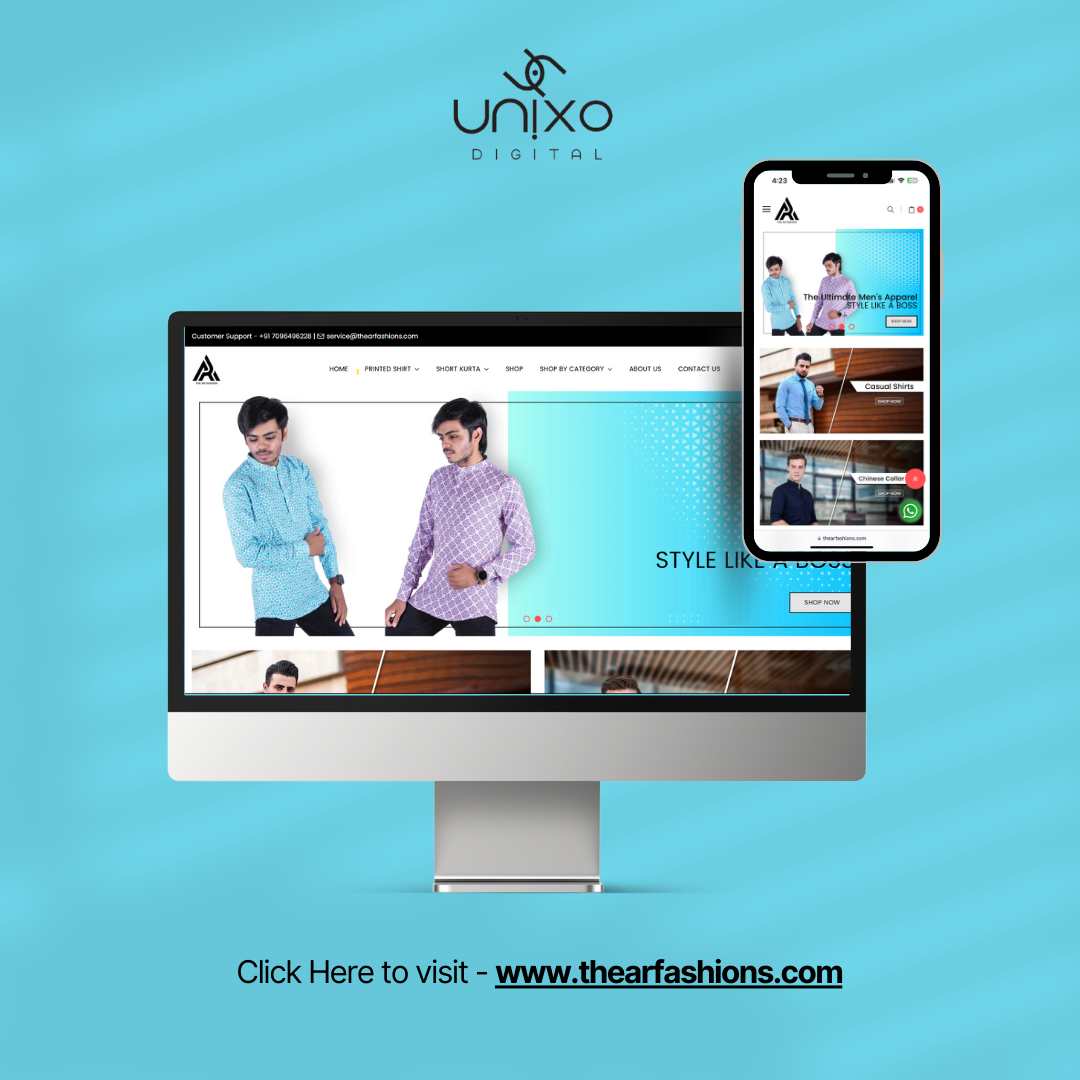 unixo
DIGITAL
Customer Support - +91 7096496228 | service@thearfashions.com
HOME PRINTED SHIRT SHORT KURTA SHOP SHOP BY CATEGORY ABOUT US CONTACT US
STYLE LIKE A BOSS
SHOP NOW
4:23
The Ultimate Men's Apparel
STYLE LIKE A BOSS
SHOP NOW
Casual Shirts
SHOP NOW
Chinese Collar
SHOP NOW
thearfashions.com
Click Here to visit - www.thearfashions.com